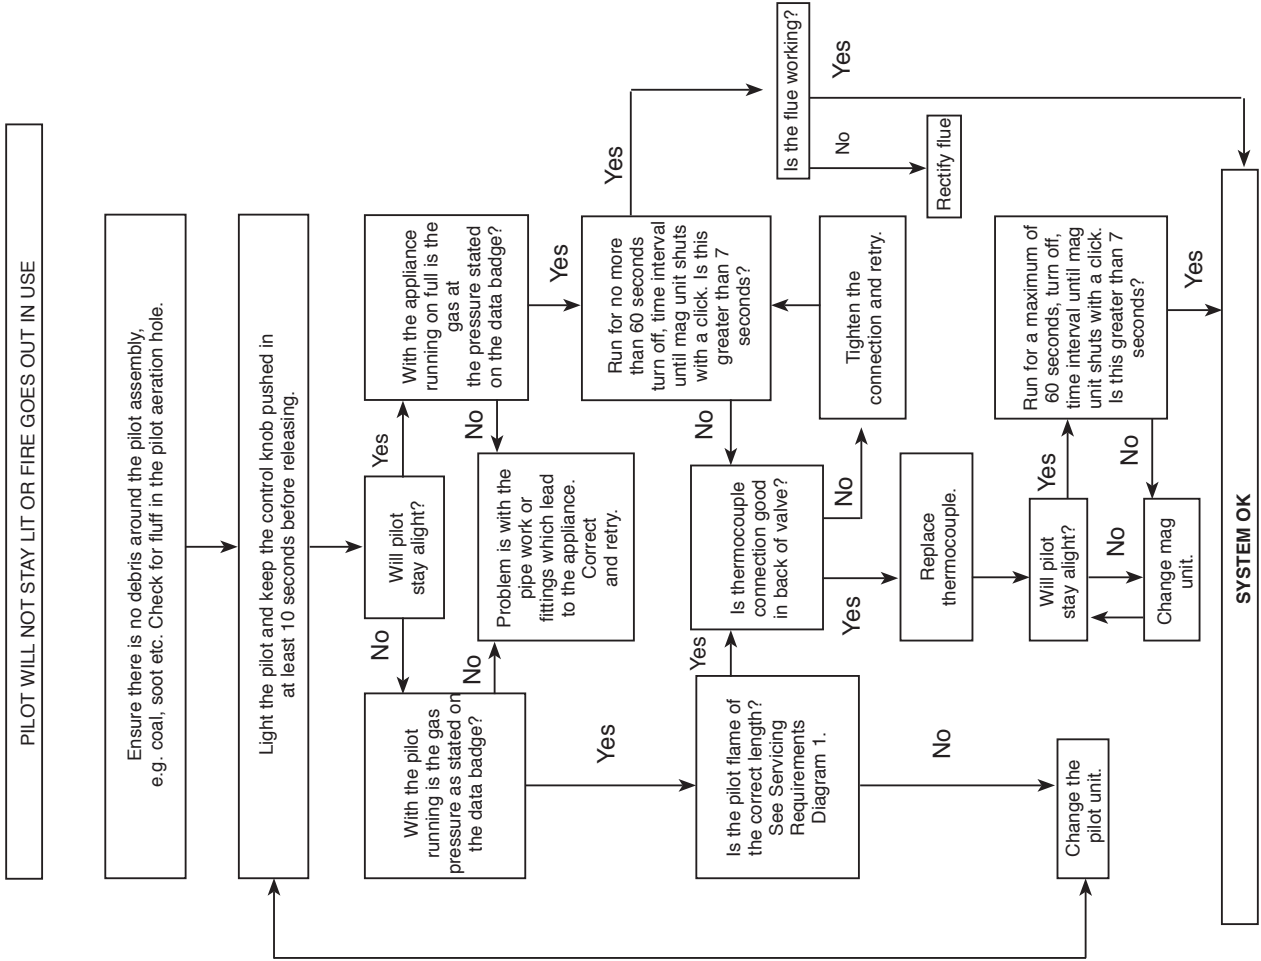 PILOT WILL NOT STAY LIT OR FIRE GOES OUT IN USE
Ensure there is no debris around the pilot assembly,
e.g. coal, soot etc. Check for fluff in the pilot aeration hole.
Light the pilot and keep the control knob pushed in
at least 10 seconds before releasing.
Will pilot
stay alight?
No
Yes
With the pilot
running is the gas
pressure as stated on
the data badge?
No
Yes
Problem is with the
pipe work or
fittings which lead
to the appliance.
Correct
and retry.
With the appliance
running on full is the
gas at
the pressure stated
on the data badge?
No
Yes
Is the pilot flame of
the correct length?
See Servicing
Requirements
Diagram 1.
Yes
No
Is thermocouple
connection good
in back of valve?
Yes
No
Run for no more
than 60 seconds
turn off, time interval
until mag unit shuts
with a click. Is this
greater than 7
seconds?
No
Yes
Is the flue working?
No
Yes
Rectify flue
Tighten the
connection and retry.
Replace
thermocouple.
Will pilot
stay alight?
Yes
No
Run for a maximum of
60 seconds, turn off,
time interval until mag
unit shuts with a click.
Is this greater than 7
seconds?
No
Yes
Change the
pilot unit.
Change mag
unit.
SYSTEM OK